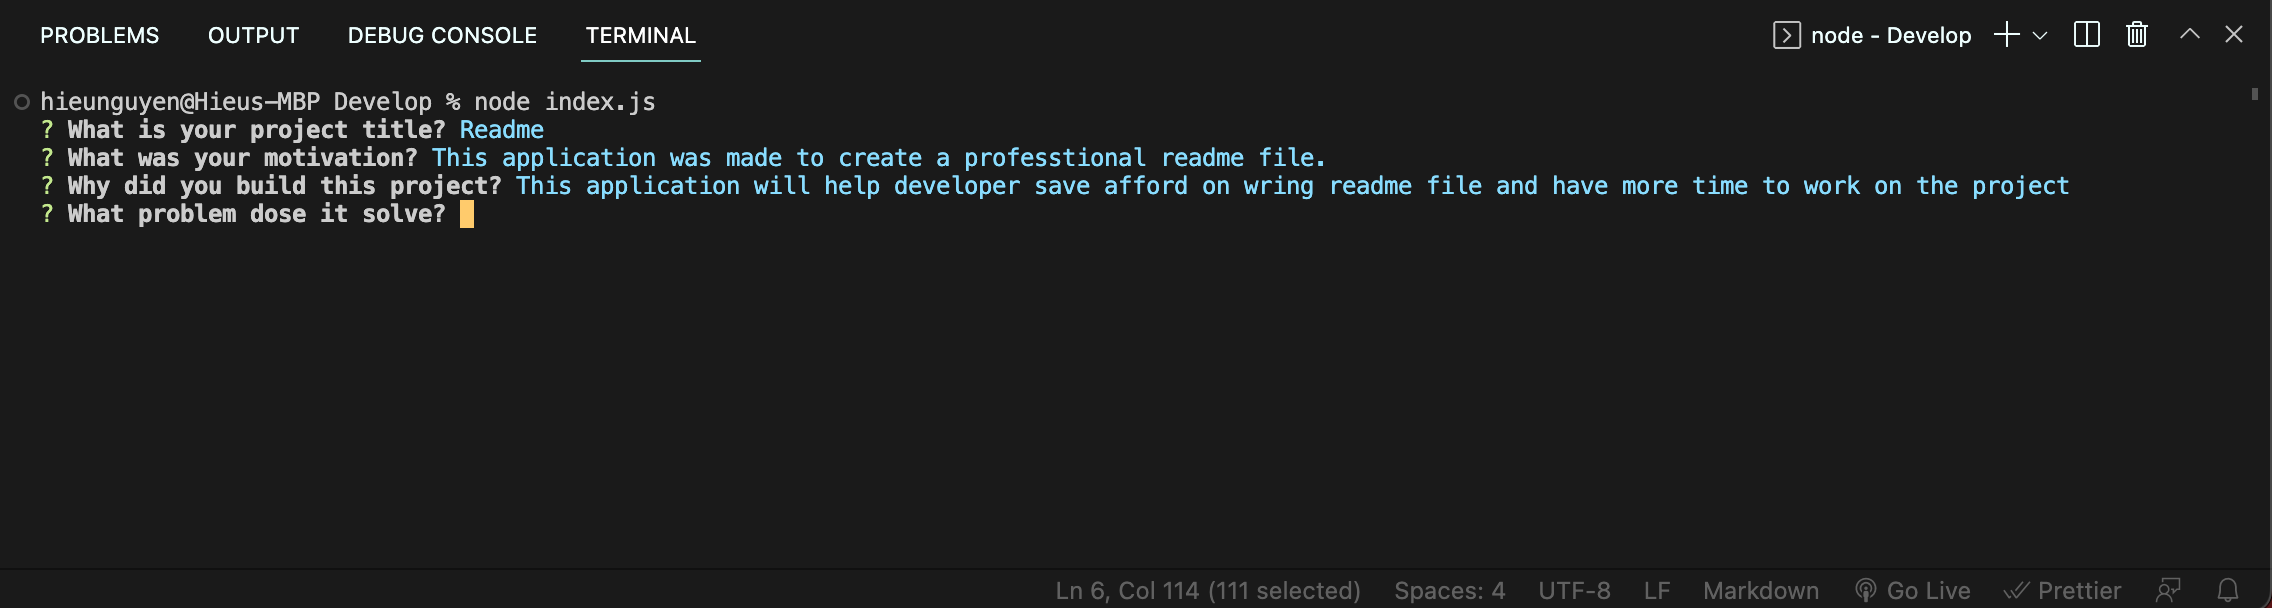 PROBLEMS OUTPUT DEBUG CONSOLE TERMINAL node - Develop
hieunguyen@Hieus-MBP Develop % node index.js
? What is your project title? Readme
? What was your motivation? This application was made to create a professtional readme file.
? Why did you build this project? This application will help developer save afford on wring readme file and have more time to work on the project
? What problem dose it solve?
Ln 6, Col 114 (111 selected) Spaces: 4 UTF-8 LF Markdown Go Live Prettier